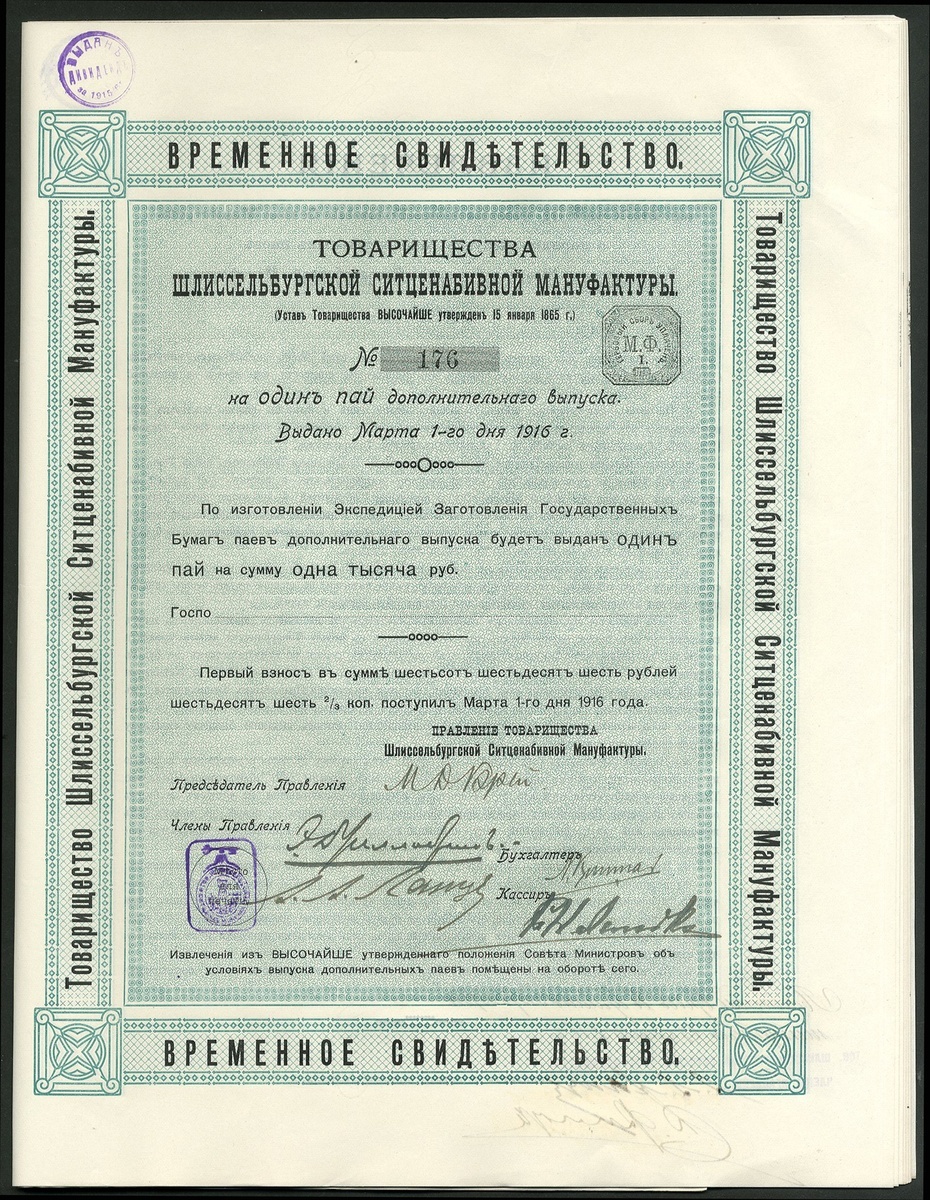 ВЫДАНЪ
Дивидендъ
за 1915 г.
ВРЕМЕННОЕ СВИДѢТЕЛЬСТВО.
Товарищество Шлиссельбургской Ситценабивной Мануфактуры.
Товарищество Шлиссельбургской Ситценабивной Мануфактуры.
ТОВАРИЩЕСТВА
ШЛИССЕЛЬБУРГСКОЙ СИТЦЕНАБИВНОЙ МАНУФАКТУРЫ.
(Уставъ Товарищества ВЫСОЧАЙШЕ утвержденъ 15 января 1865 г.)
М.Ф.
I.
№ 176
на ОДИНЪ ПАЙ дополнительнаго выпуска.
Выдано Марта 1-го дня 1916 г.
По изготовленіи Экспедиціей Заготовленія Государственныхъ
Бумагъ паевъ дополнительнаго выпуска будетъ выданъ ОДИНЪ
ПАЙ на сумму ОДНА ТЫСЯЧА РУБ.
Госпо
Первый взносъ въ суммѣ шестьсотъ шестьдесятъ шесть рублей
шестьдесятъ шесть ²/₃ коп. поступилъ Марта 1-го дня 1916 года.
ПРАВЛЕНІЕ ТОВАРИЩЕСТВА
Шлиссельбургской Ситценабивной Мануфактуры.
Предсѣдатель Правленія
Члены Правленія
Бухгалтеръ
Кассиръ
Извлеченія изъ ВЫСОЧАЙШЕ утвержденнаго положенія Совѣта Министровъ объ
условіяхъ выпуска дополнительныхъ паевъ помѣщены на оборотѣ сего.
ВРЕМЕННОЕ СВИДѢТЕЛЬСТВО.